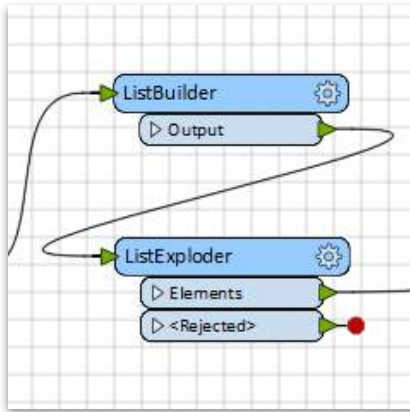 ListBuilder
Output
ListExploder
Elements
<Rejected>